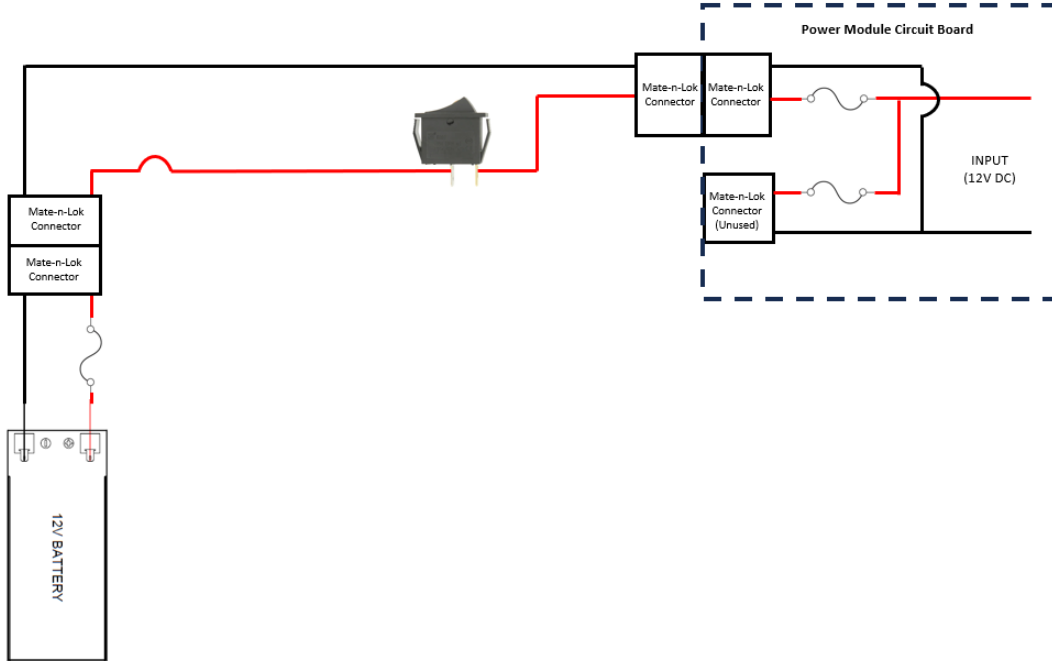 Power Module Circuit Board
Mate-n-Lok
Connector
Mate-n-Lok
Connector
INPUT
(12V DC)
Mate-n-Lok
Connector
(Unused)
Mate-n-Lok
Connector
Mate-n-Lok
Connector
12V BATTERY